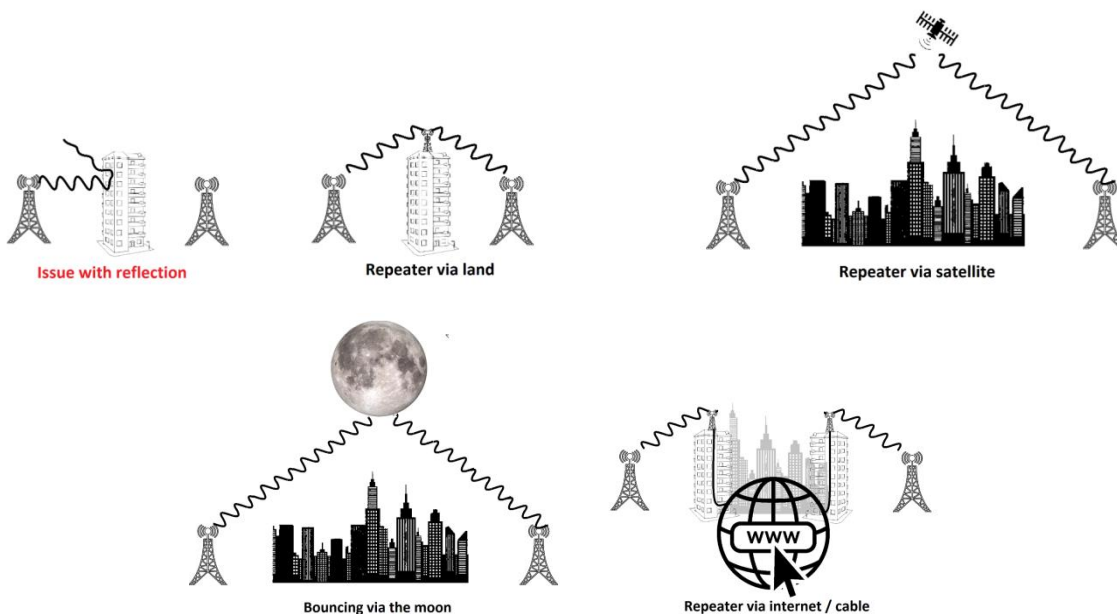 Issue with reflection
Repeater via land
Repeater via satellite
Bouncing via the moon
WWW
Repeater via internet / cable